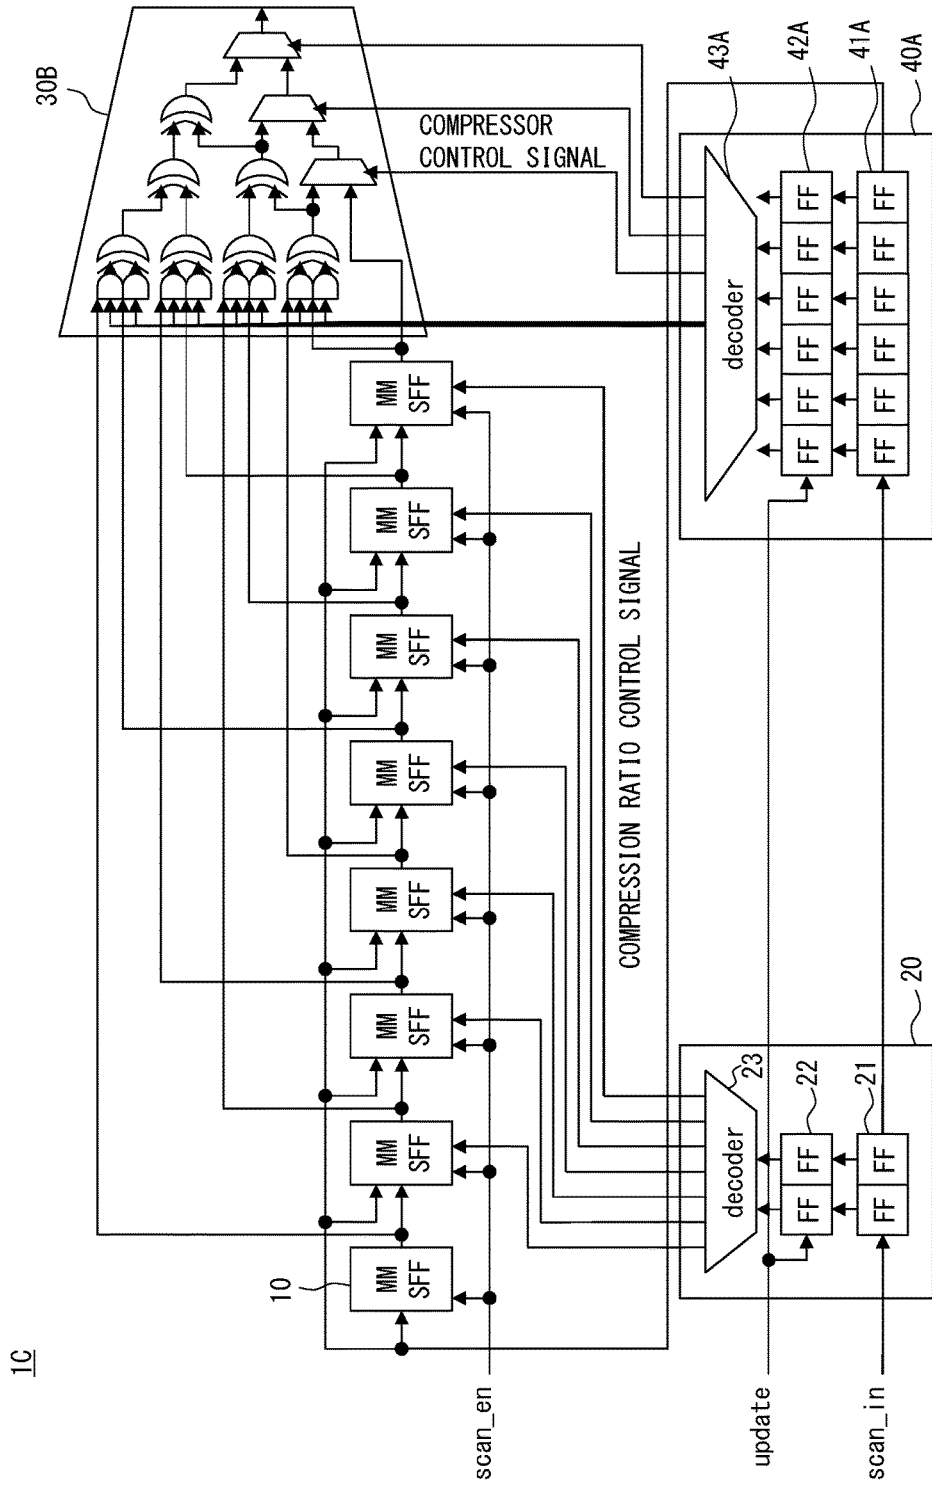 1C
30B
COMPRESSOR
CONTROL SIGNAL
43A
42A
41A
40A
10
MM
SFF
MM
SFF
MM
SFF
MM
SFF
MM
SFF
MM
SFF
MM
SFF
MM
SFF
scan_en
COMPRESSION RATIO CONTROL SIGNAL
decoder
23
22
21
20
FF FF
FF FF
decoder
FF FF FF FF FF FF
FF FF FF FF FF FF
update
scan_in